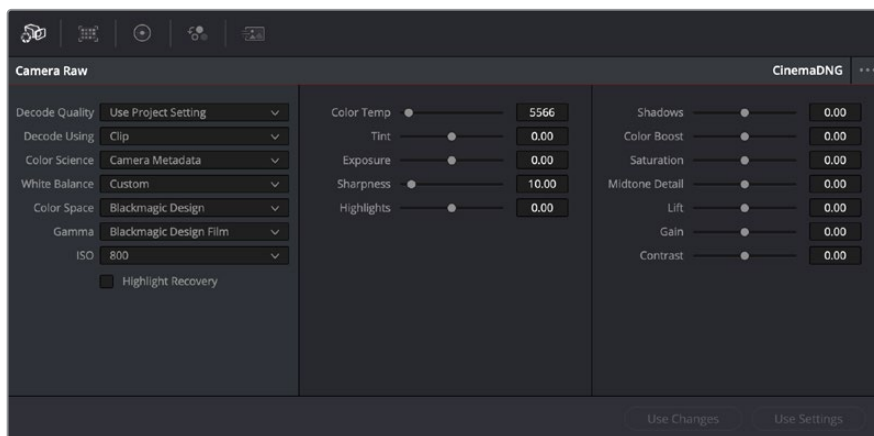 Camera Raw
CinemaDNG
Decode Quality Use Project Setting
Decode Using Clip
Color Science Camera Metadata
White Balance Custom
Color Space Blackmagic Design
Gamma Blackmagic Design Film
ISO 800
Highlight Recovery
Color Temp 5566
Tint 0.00
Exposure 0.00
Sharpness 10.00
Highlights 0.00
Shadows 0.00
Color Boost 0.00
Saturation 0.00
Midtone Detail 0.00
Lift 0.00
Gain 0.00
Contrast 0.00
Use Changes
Use Settings